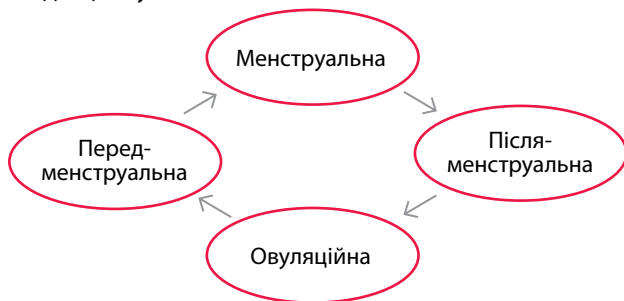 Менструальна
Після-
менструальна
Овуляційна
Перед-
менструальна